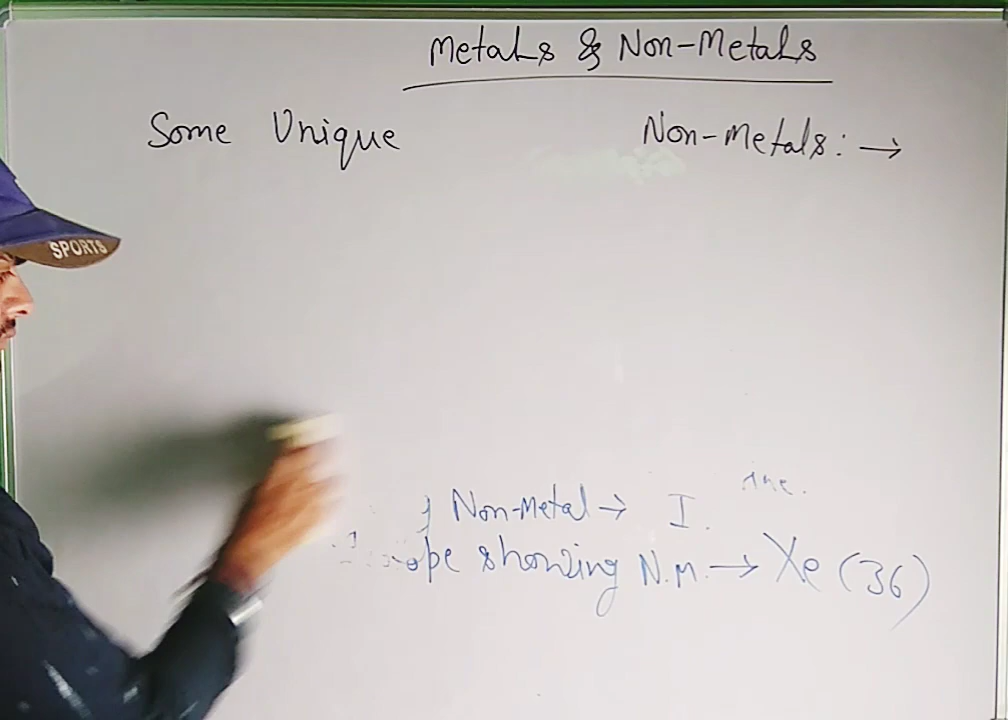 Metals & Non-Metals
Some Unique Non-Metals: →
SPORTS
Non-Metal → I.
showing N.M. → Xe (36)